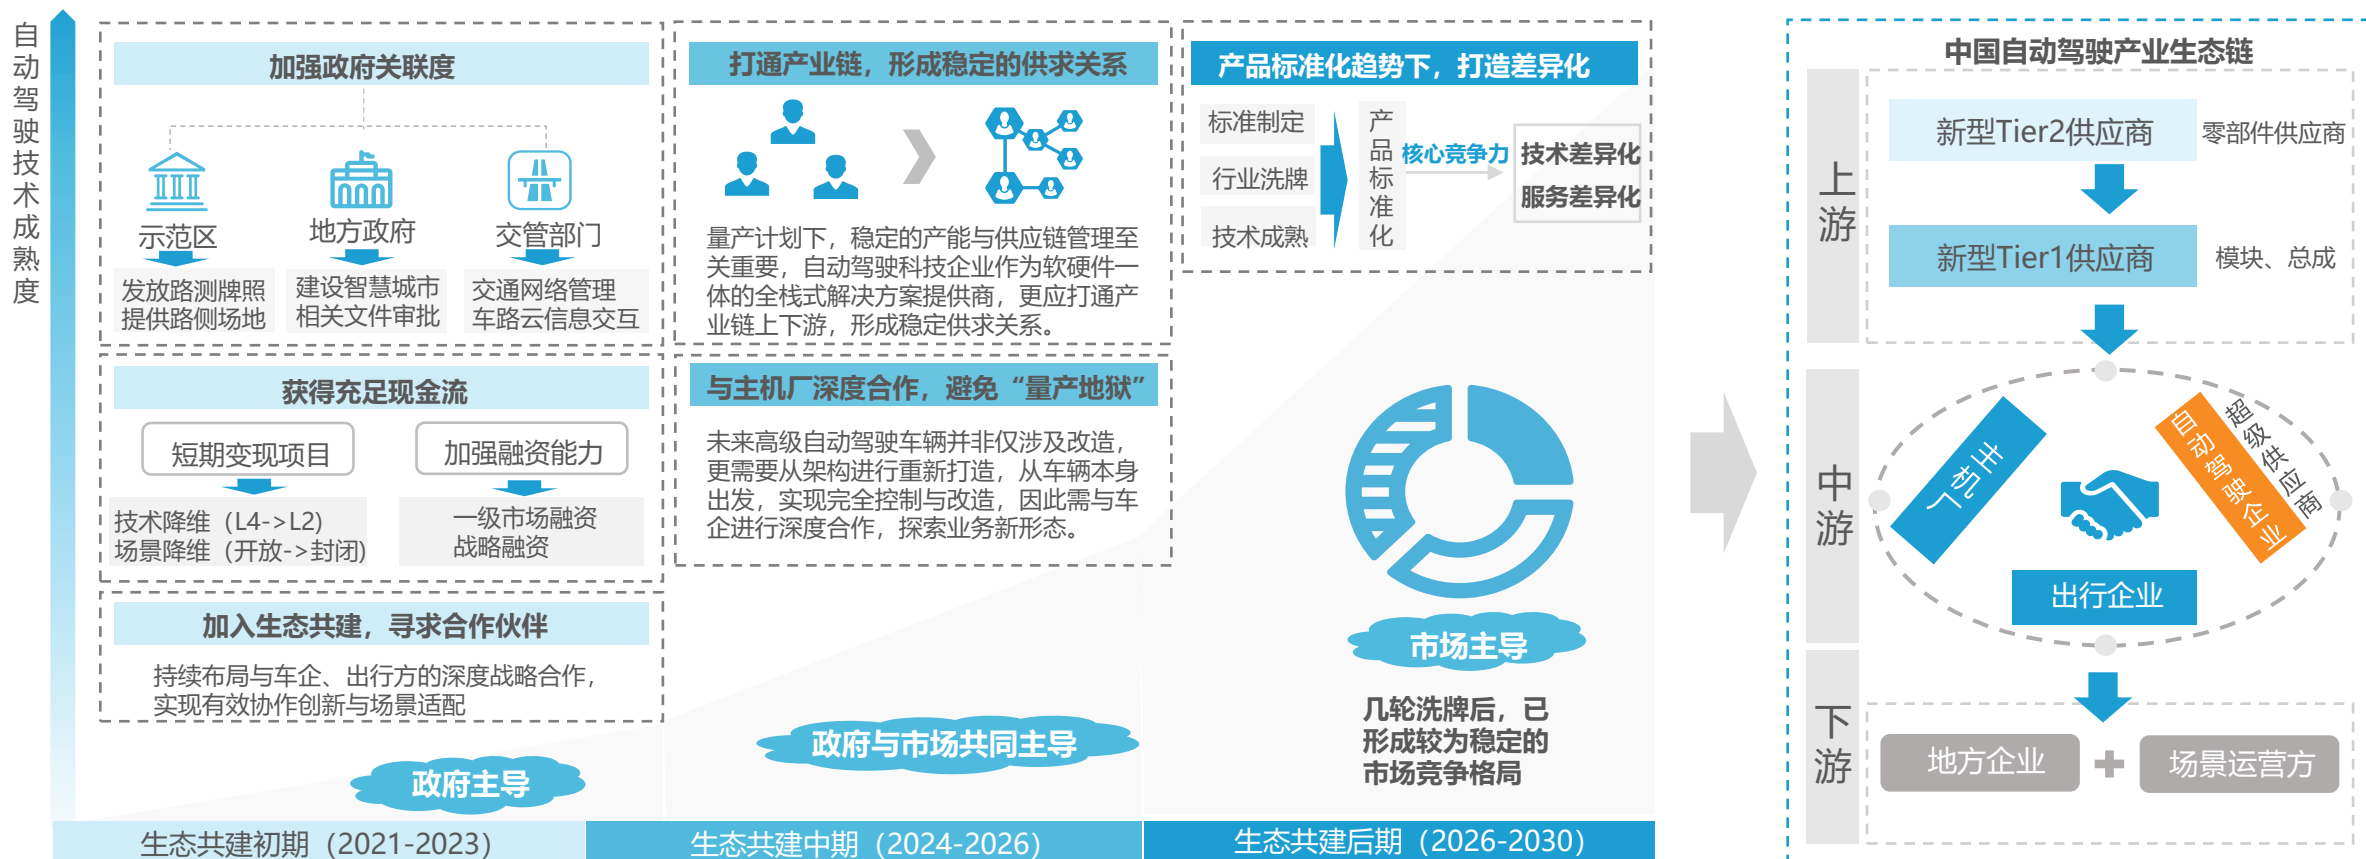 自动驾驶技术成熟度
加强政府关联度
示范区
地方政府
交管部门
发放路测牌照
提供路侧场地
建设智慧城市
相关文件审批
交通网络管理
车路云信息交互
获得充足现金流
短期变现项目
加强融资能力
技术降维（L4->L2)
场景降维（开放->封闭)
一级市场融资
战略融资
加入生态共建，寻求合作伙伴
持续布局与车企、出行方的深度战略合作，
实现有效协作创新与场景适配
政府主导
生态共建初期（2021-2023）
打通产业链，形成稳定的供求关系
量产计划下，稳定的产能与供应链管理至
关重要，自动驾驶科技企业作为软硬件一
体的全栈式解决方案提供商，更应打通产
业链上下游，形成稳定供求关系。
与主机厂深度合作，避免“量产地狱”
未来高级自动驾驶车辆并非仅涉及改造，
更需要从架构进行重新打造，从车辆本身
出发，实现完全控制与改造，因此需与车
企进行深度合作，探索业务新形态。
政府与市场共同主导
生态共建中期（2024-2026）
产品标准化趋势下，打造差异化
标准制定
行业洗牌
技术成熟
产品标准化
核心竞争力
技术差异化
服务差异化
市场主导
几轮洗牌后，已
形成较为稳定的
市场竞争格局
生态共建后期（2026-2030）
中国自动驾驶产业生态链
上游
新型Tier2供应商
零部件供应商
新型Tier1供应商
模块、总成
中游
主机厂
自动驾驶企业
超级供应商
出行企业
下游
地方企业
场景运营方